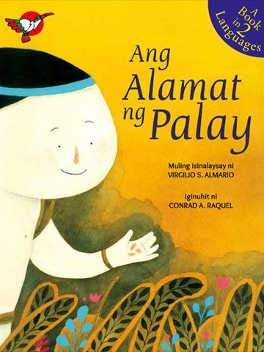 A
Book
in 2
Languages
Ang
Alamat
ng Palay
Muling Isinalaysay ni
VIRGILIO S. ALMARIO
Iginuhit ni
CONRAD A. RAQUEL